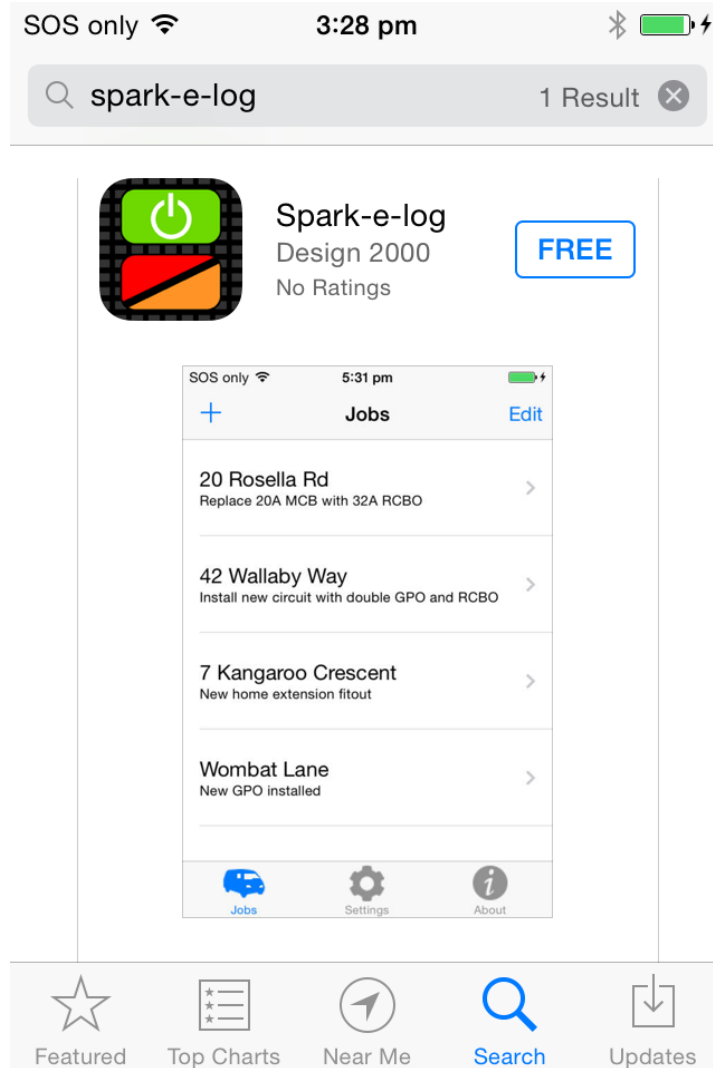 SOS only 3:28 pm
spark-e-log 1 Result
Spark-e-log
Design 2000
No Ratings
FREE
SOS only 5:31 pm
+ Jobs Edit
20 Rosella Rd
Replace 20A MCB with 32A RCBO
42 Wallaby Way
Install new circuit with double GPO and RCBO
7 Kangaroo Crescent
New home extension fitout
Wombat Lane
New GPO installed
Jobs Settings About
Featured Top Charts Near Me Search Updates